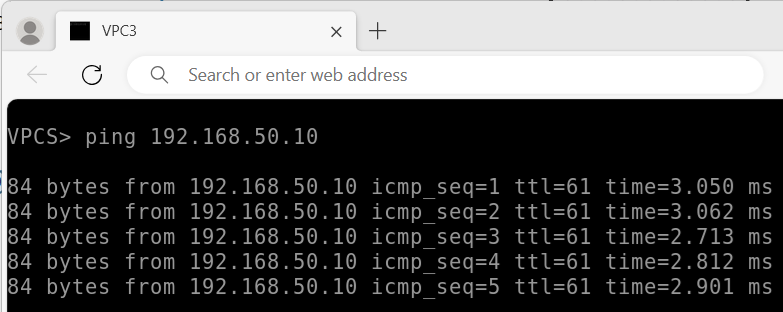 VPC3
Search or enter web address
VPCS> ping 192.168.50.10
84 bytes from 192.168.50.10 icmp_seq=1 ttl=61 time=3.050 ms
84 bytes from 192.168.50.10 icmp_seq=2 ttl=61 time=3.062 ms
84 bytes from 192.168.50.10 icmp_seq=3 ttl=61 time=2.713 ms
84 bytes from 192.168.50.10 icmp_seq=4 ttl=61 time=2.812 ms
84 bytes from 192.168.50.10 icmp_seq=5 ttl=61 time=2.901 ms